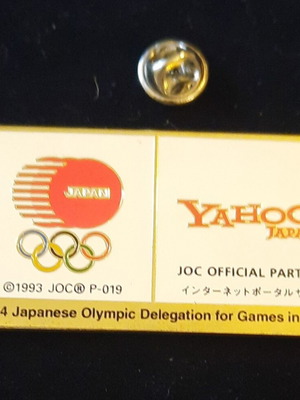 JAPAN
©1993 JOC® P-019
YAHOO
JAPA
JOC OFFICIAL PART
インターネットポータルサ
4 Japanese Olympic Delegation for Games in